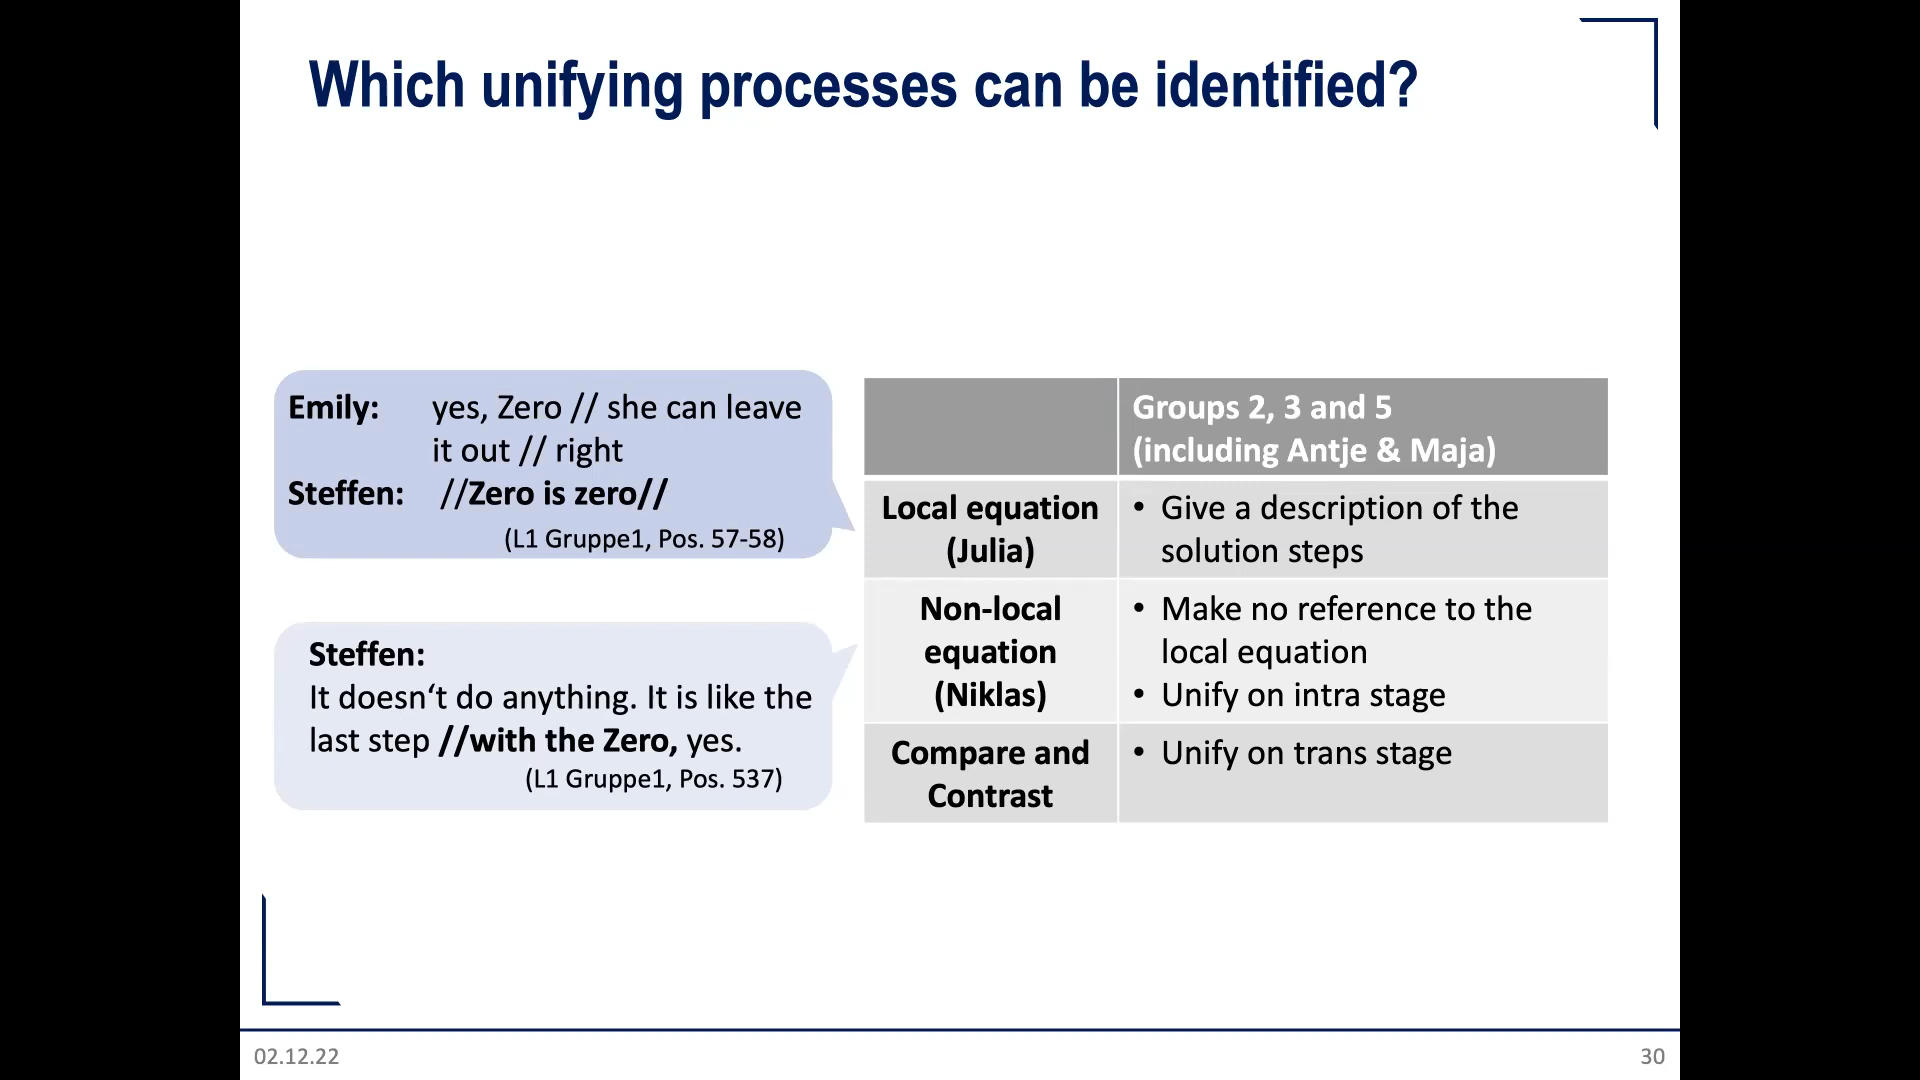 Which unifying processes can be identified?
Emily: yes, Zero // she can leave
it out // right
Steffen: //Zero is zero//
(L1 Gruppe1, Pos. 57-58)
Steffen:
It doesn‘t do anything. It is like the
last step //with the Zero, yes.
(L1 Gruppe1, Pos. 537)
Groups 2, 3 and 5
(including Antje & Maja)
Local equation
(Julia)
• Give a description of the
solution steps
Non-local
equation
(Niklas)
• Make no reference to the
local equation
• Unify on intra stage
Compare and
Contrast
• Unify on trans stage
02.12.22
30